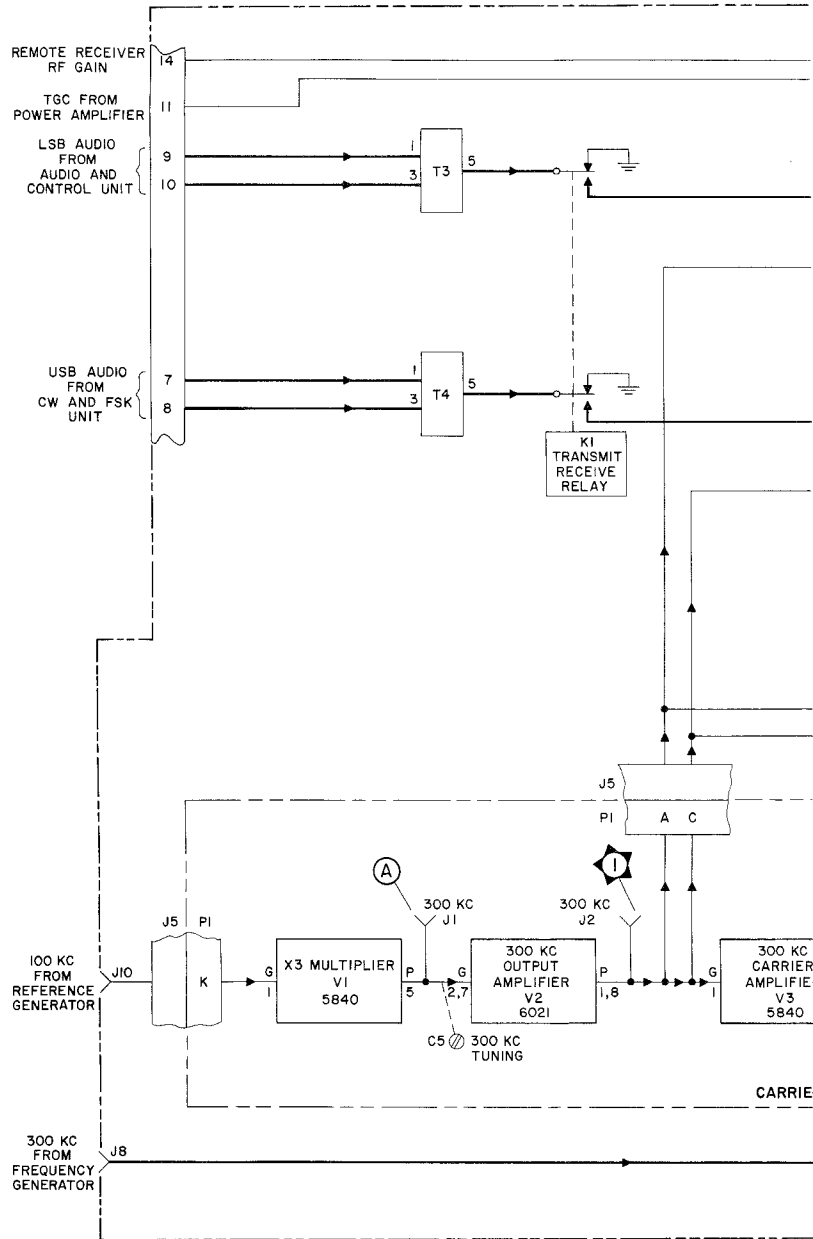 REMOTE RECEIVER
RF GAIN
14
TGC FROM
POWER AMPLIFIER
11
LSB AUDIO
FROM
AUDIO AND
CONTROL UNIT
9
10
1
3
T3
5
USB AUDIO
FROM
CW AND FSK
UNIT
7
8
1
3
T4
5
K1
TRANSMIT
RECEIVE
RELAY
J5
P1
A
C
A
300 KC
J1
1
300 KC
J2
100 KC
FROM
REFERENCE
GENERATOR
J10
J5
P1
K
G
1
X3 MULTIPLIER
V1
5840
P
5
G
2,7
300 KC
OUTPUT
AMPLIFIER
V2
6021
P
1,8
G
1
300 KC
CARRIER
AMPLIFIE
V3
5840
C5
300 KC
TUNING
CARRIE
300 KC
FROM
FREQUENCY
GENERATOR
J8